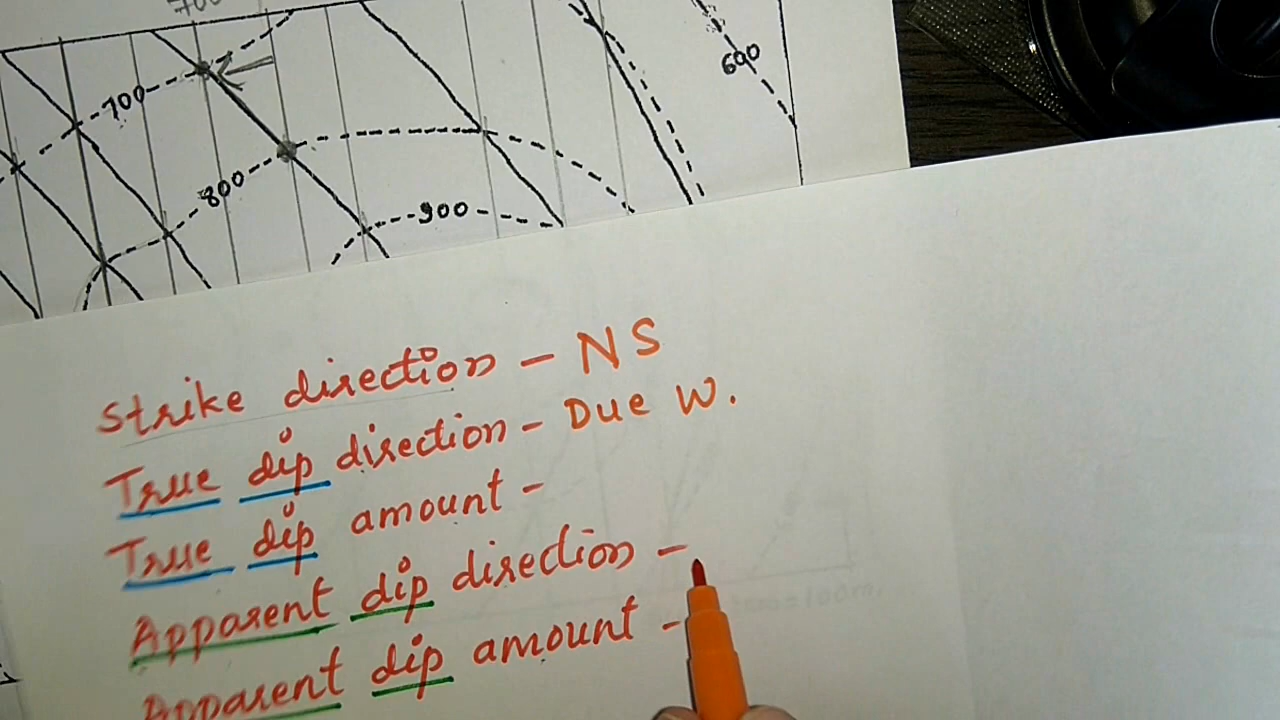 700
600
700
800
900
Strike direction - NS
True dip direction - Due W.
True dip amount -
Apparent dip direction -
Apparent dip amount -